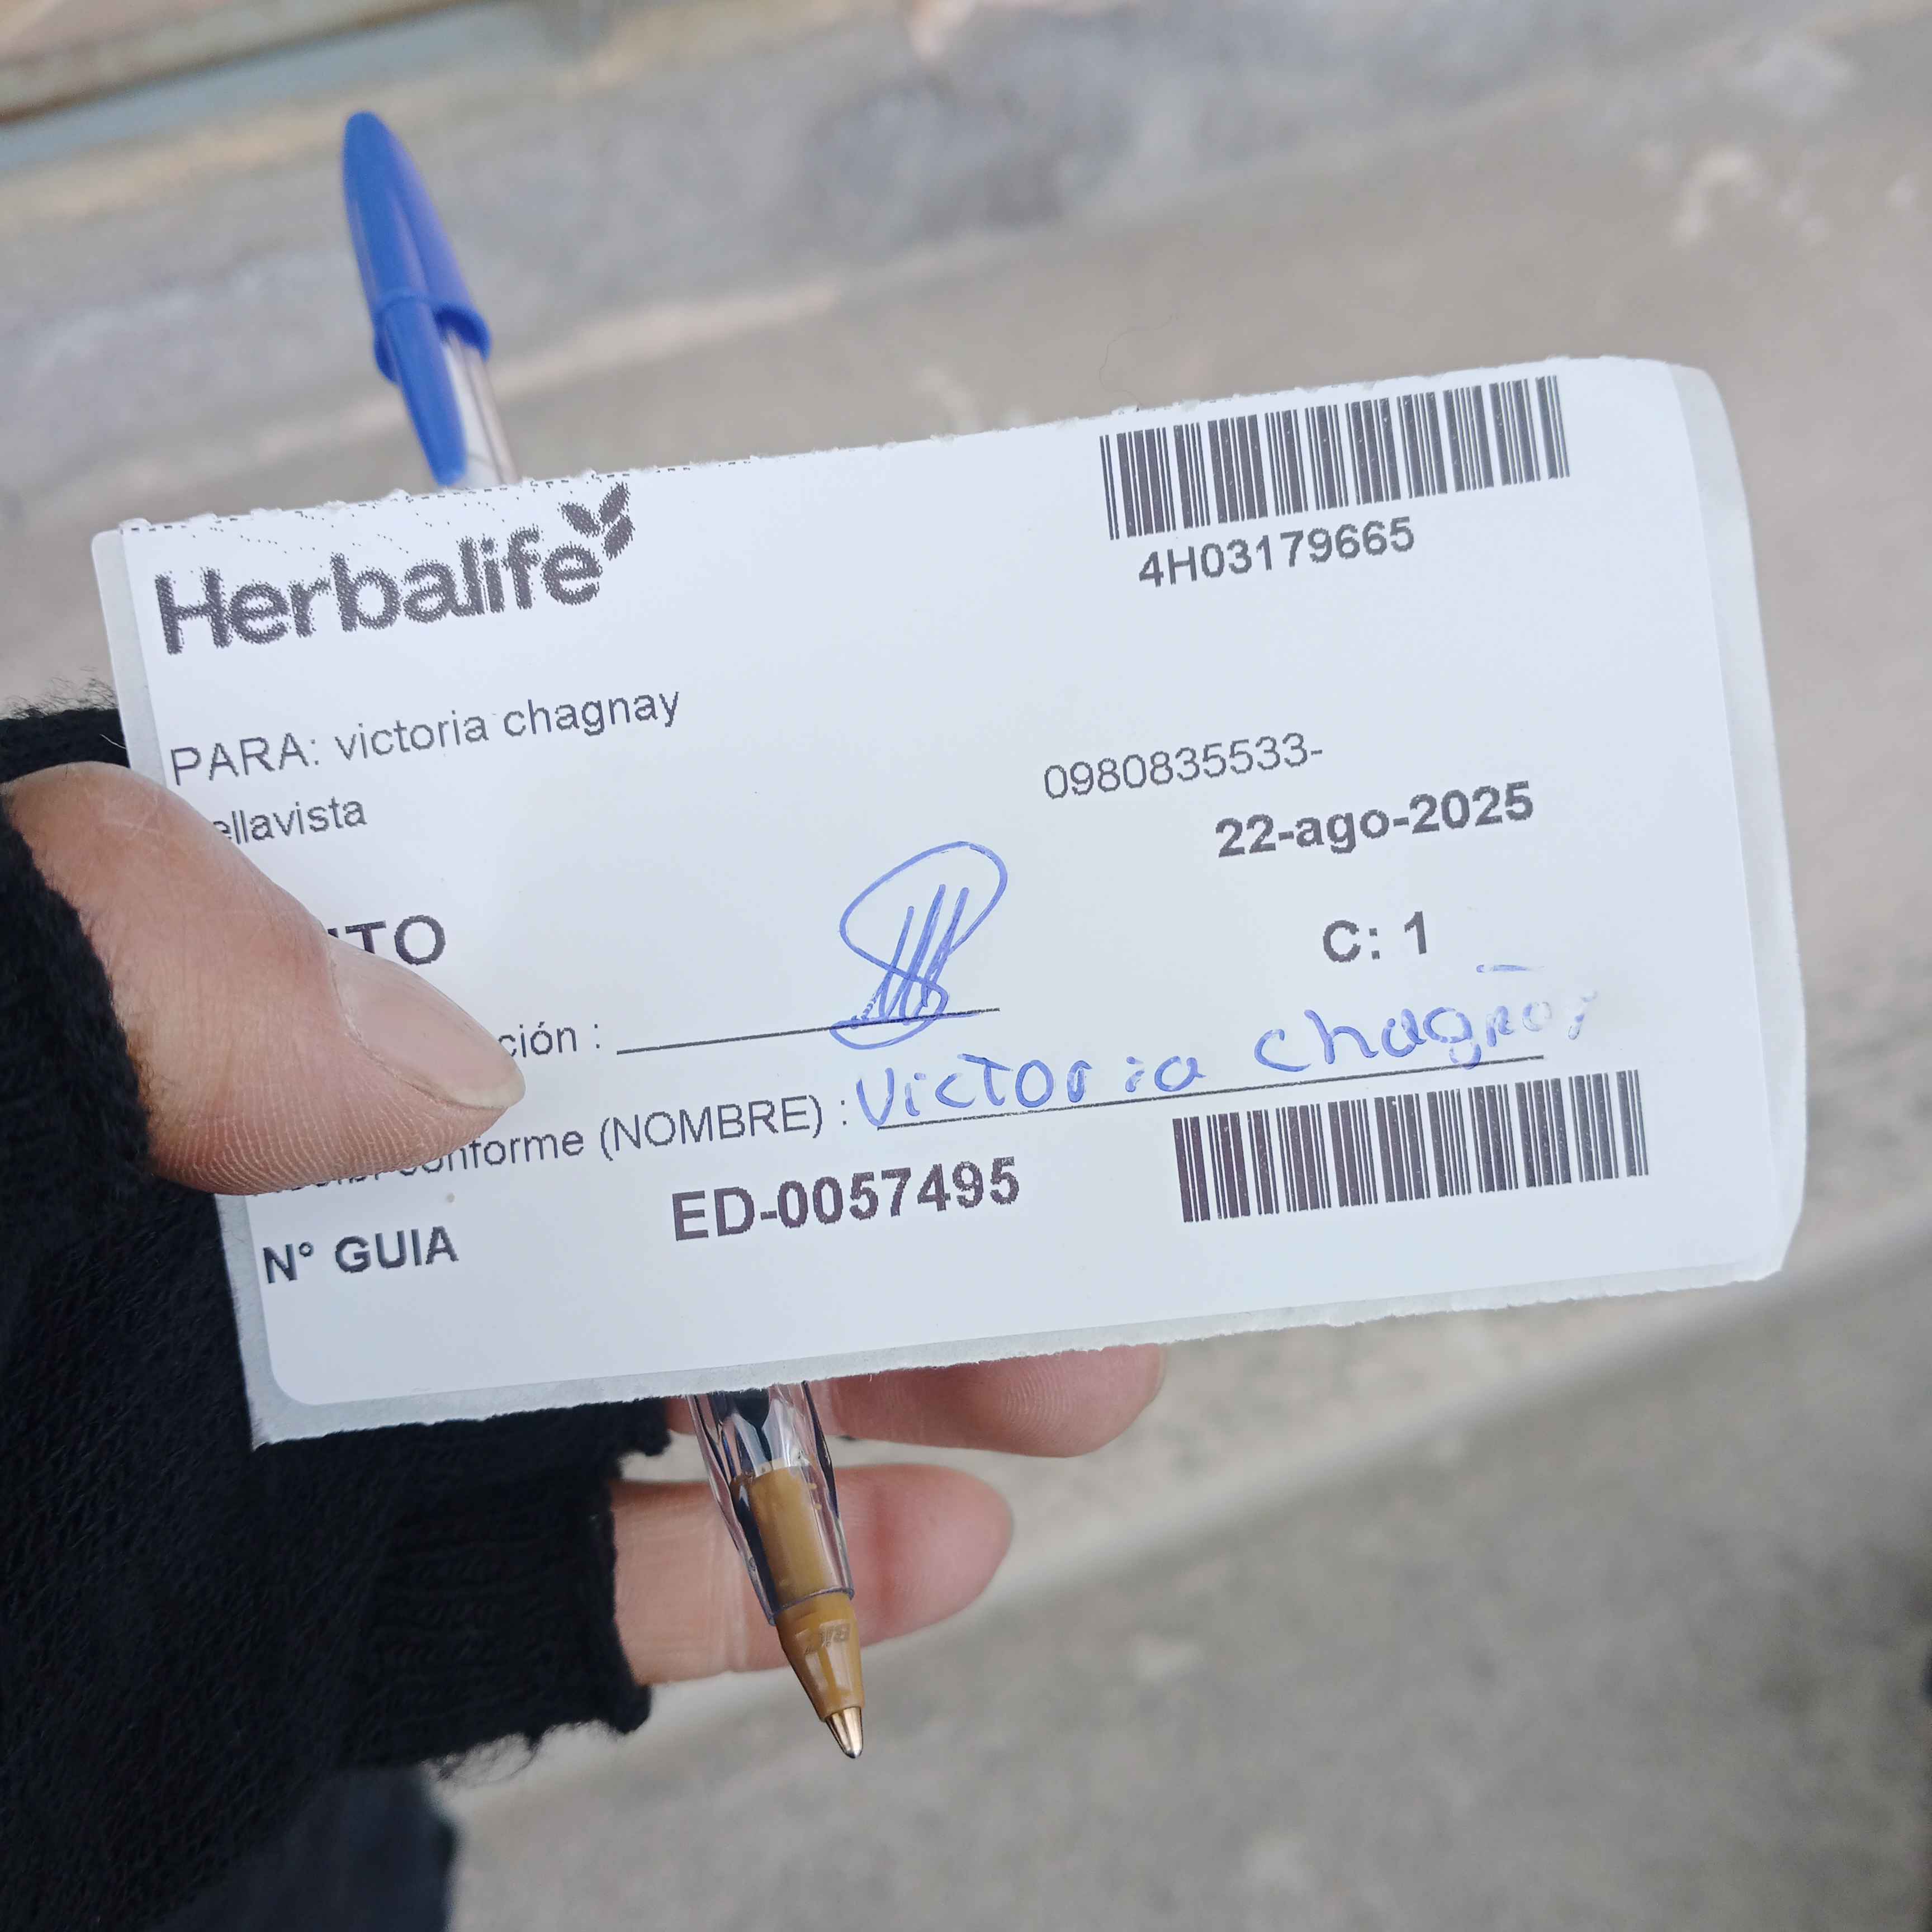 Herbalife
4H03179665
PARA: victoria chagnay
0980835533-
ellavista
22-ago-2025
ITO
C: 1
ción :
conforme (NOMBRE) : Victoria chagñay
N° GUIA ED-0057495